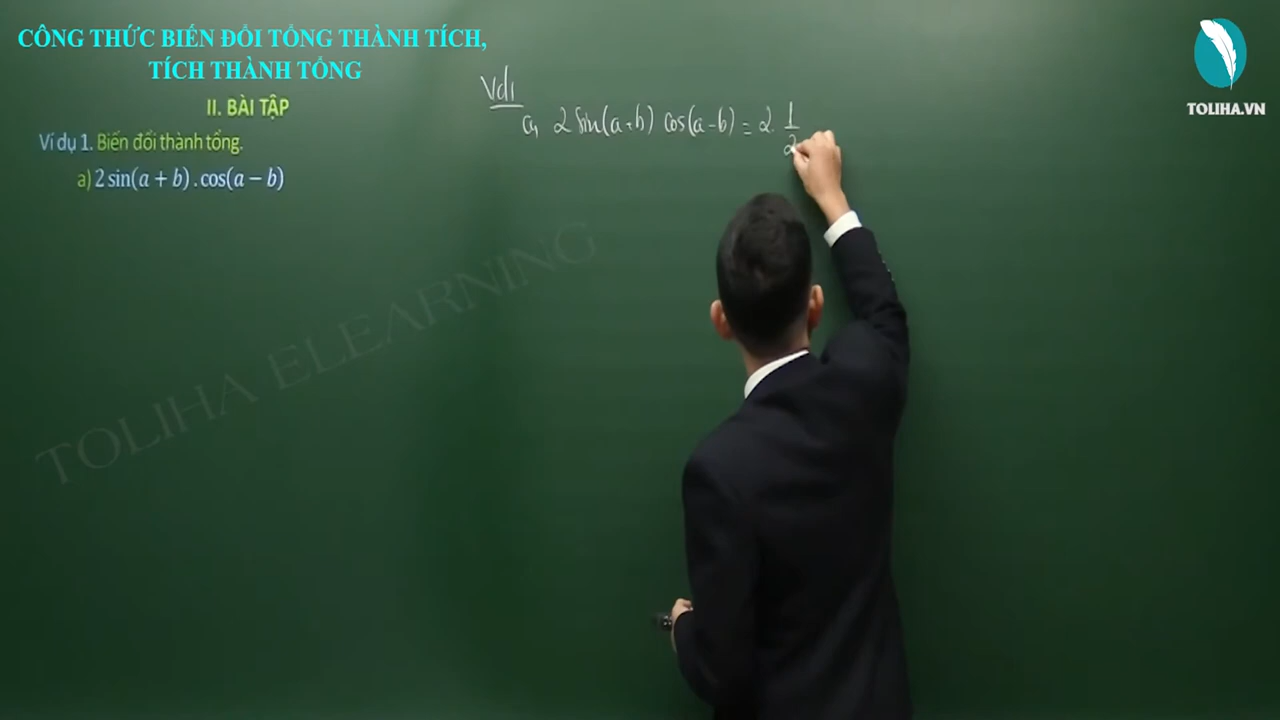 CÔNG THỨC BIẾN ĐỔI TỔNG THÀNH TÍCH,
TÍCH THÀNH TỔNG
II. BÀI TẬP
Ví dụ 1. Biến đổi thành tổng.
a) 2 sin(a + b) . cos(a − b)
Vd1
a, 2 sin(a+b) cos(a-b) = 2. 1/2
TOLIHA.VN
TOLIHA ELEARNING